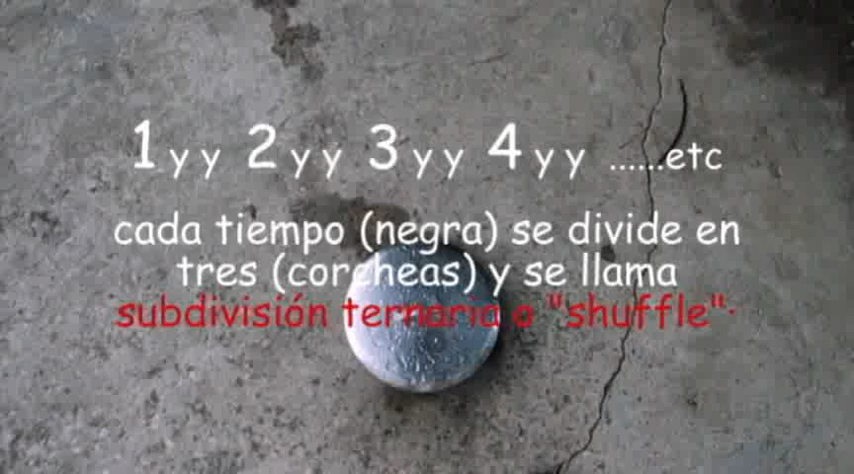 1 y y 2 y y 3 y y 4 y y ......etc
cada tiempo (negra) se divide en
tres (corcheas) y se llama
subdivisión ternaria o "shuffle".